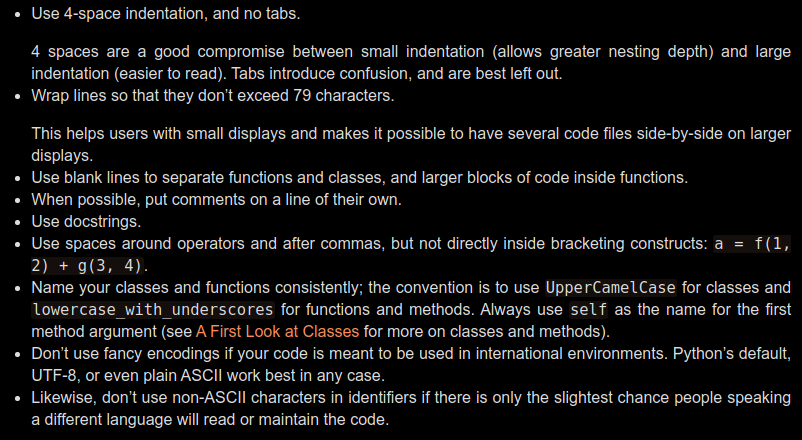 Use 4-space indentation, and no tabs.
4 spaces are a good compromise between small indentation (allows greater nesting depth) and large
indentation (easier to read). Tabs introduce confusion, and are best left out.
Wrap lines so that they don’t exceed 79 characters.
This helps users with small displays and makes it possible to have several code files side-by-side on larger
displays.
Use blank lines to separate functions and classes, and larger blocks of code inside functions.
When possible, put comments on a line of their own.
Use docstrings.
Use spaces around operators and after commas, but not directly inside bracketing constructs: a = f(1,
2) + g(3, 4).
Name your classes and functions consistently; the convention is to use UpperCamelCase for classes and
lowercase_with_underscores for functions and methods. Always use self as the name for the first
method argument (see A First Look at Classes for more on classes and methods).
Don’t use fancy encodings if your code is meant to be used in international environments. Python’s default,
UTF-8, or even plain ASCII work best in any case.
Likewise, don’t use non-ASCII characters in identifiers if there is only the slightest chance people speaking
a different language will read or maintain the code.